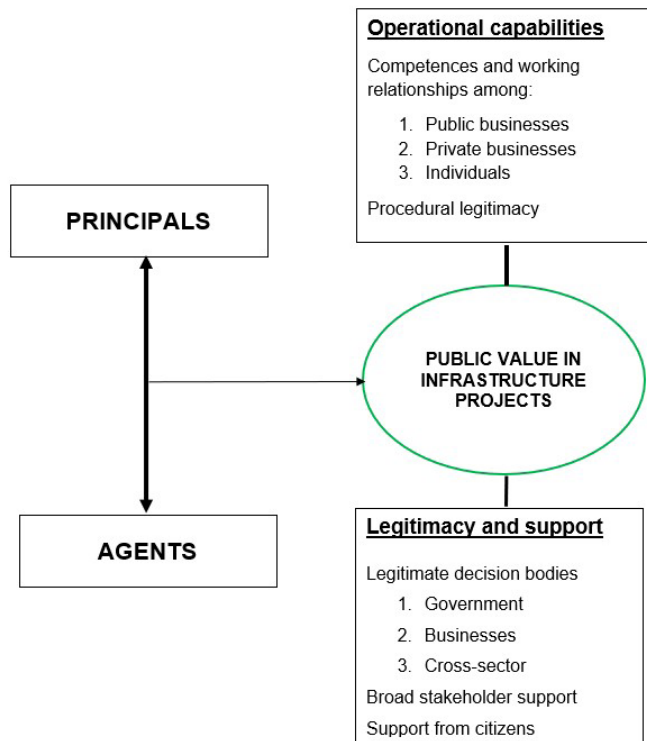 Operational capabilities
Competences and working
relationships among:
1. Public businesses
2. Private businesses
3. Individuals
Procedural legitimacy
PRINCIPALS
PUBLIC VALUE IN
INFRASTRUCTURE
PROJECTS
AGENTS
Legitimacy and support
Legitimate decision bodies
1. Government
2. Businesses
3. Cross-sector
Broad stakeholder support
Support from citizens